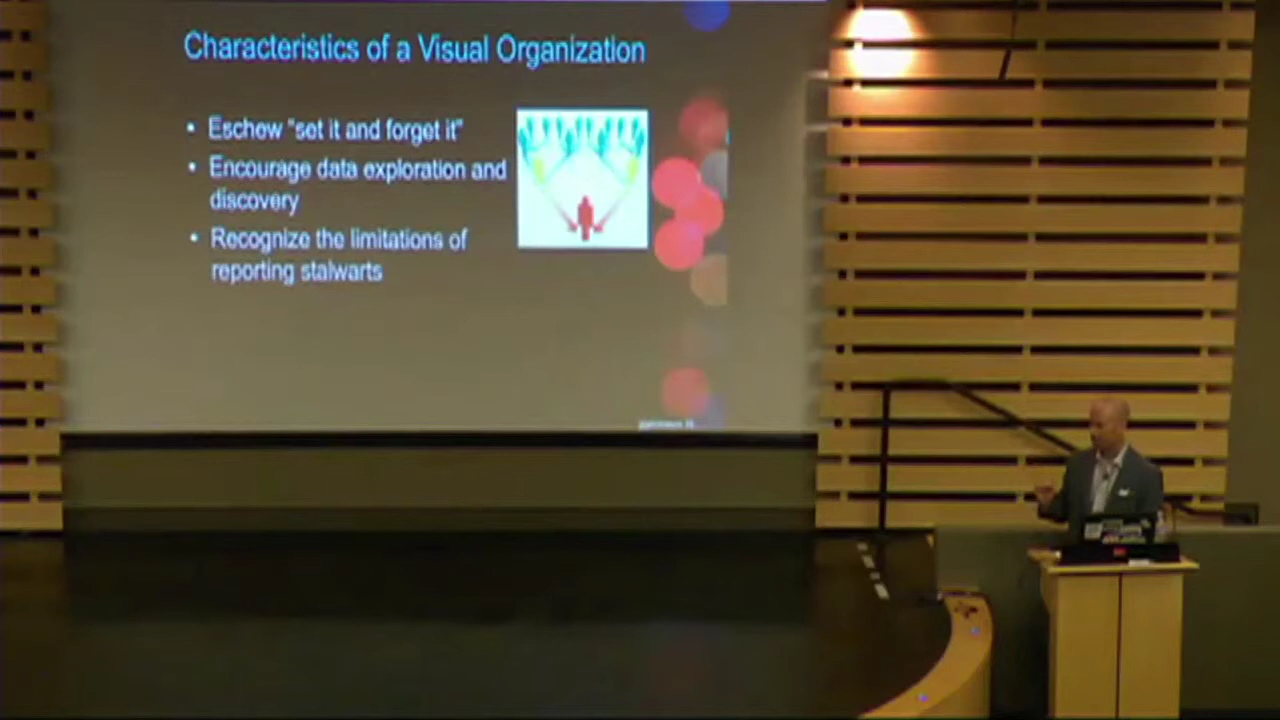 Characteristics of a Visual Organization
• Eschew "set it and forget it"
• Encourage data exploration and
discovery
• Recognize the limitations of
reporting stalwarts